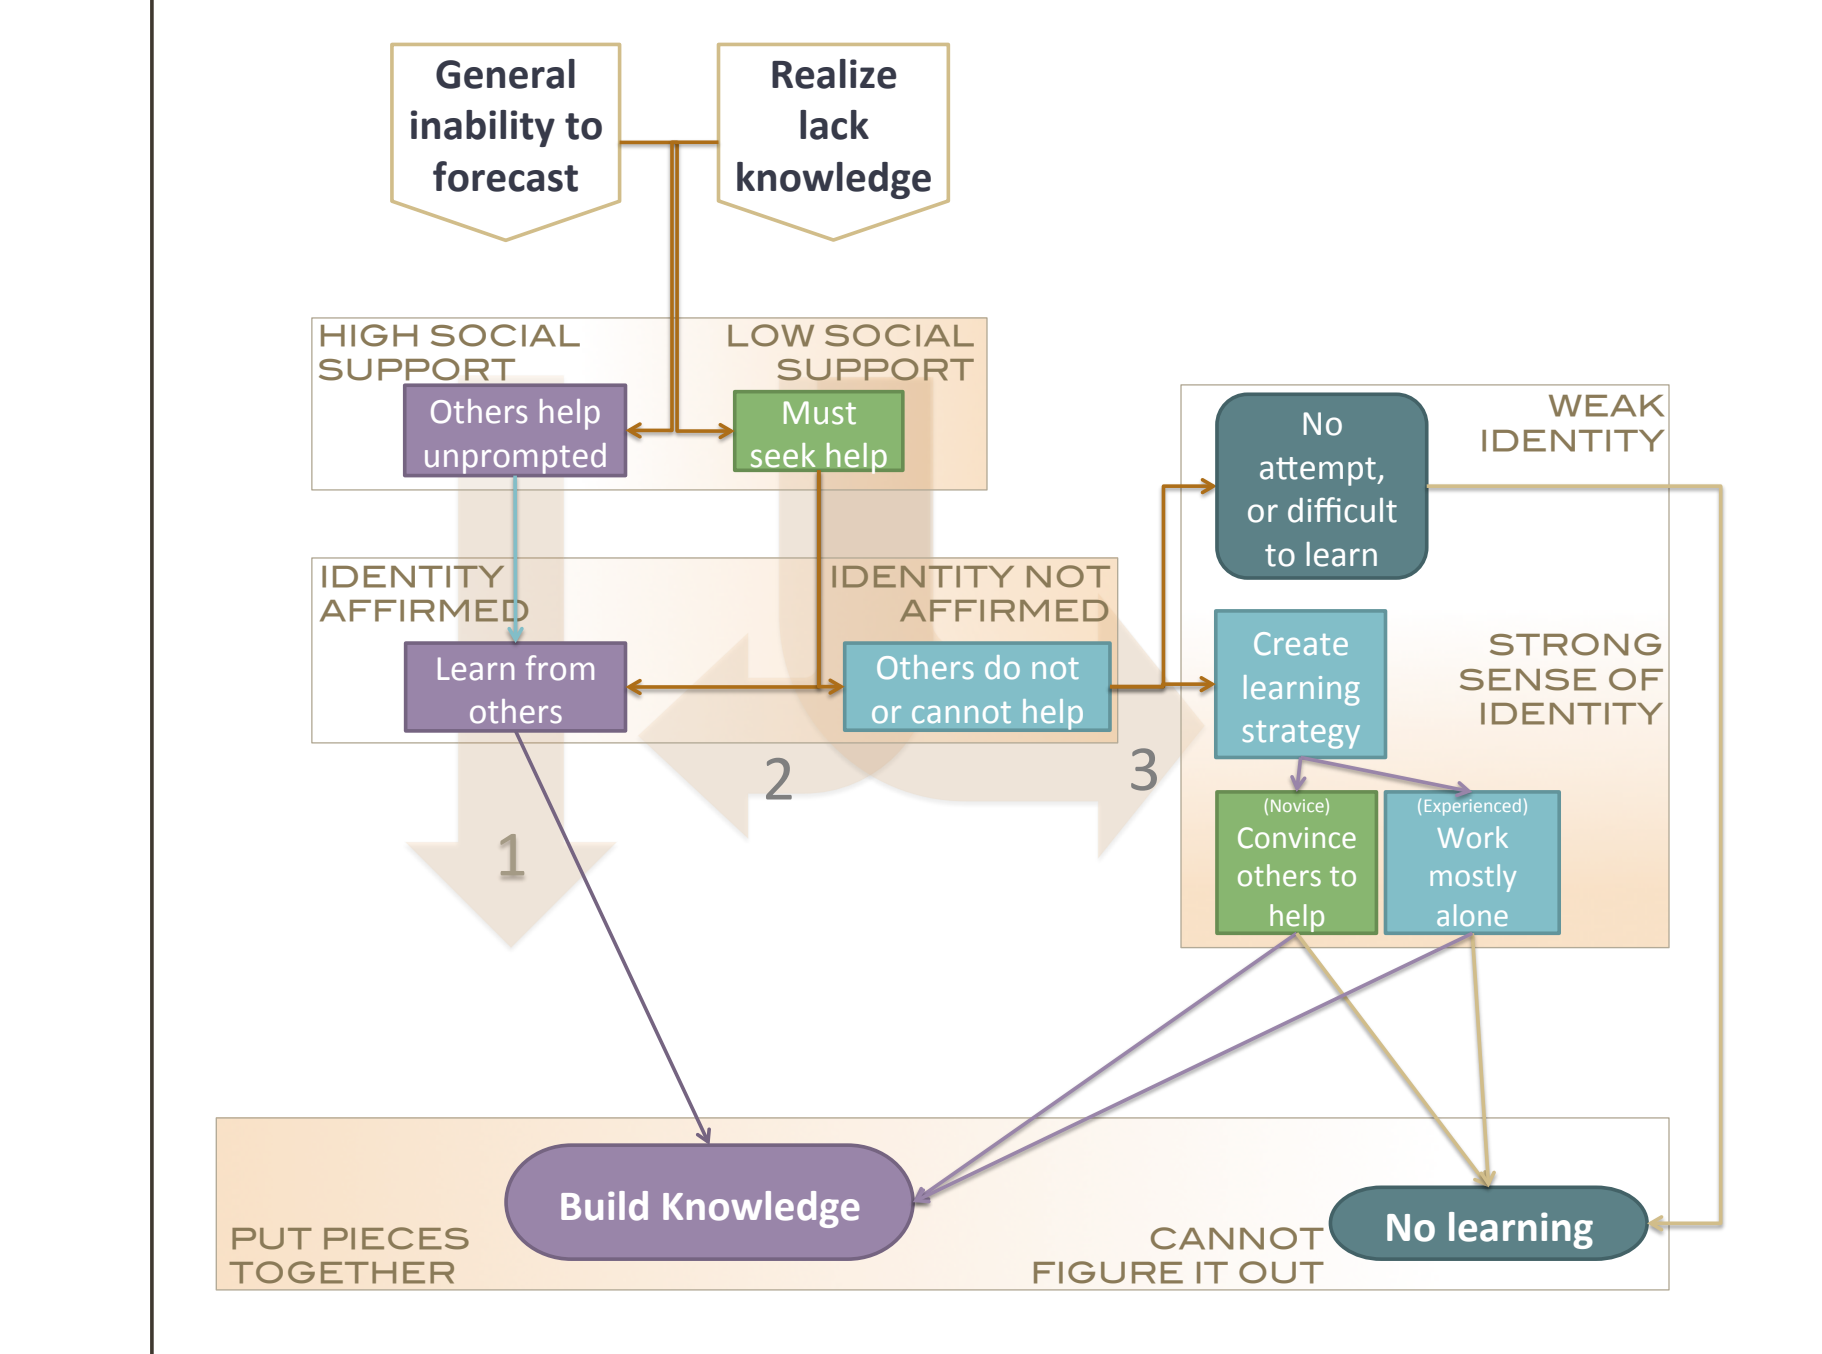 General
inability to
forecast
Realize
lack
knowledge
HIGH SOCIAL
SUPPORT
LOW SOCIAL
SUPPORT
Others help
unprompted
Must
seek help
IDENTITY
AFFIRMED
IDENTITY NOT
AFFIRMED
Learn from
others
Others do not
or cannot help
1
2
3
WEAK
IDENTITY
No
attempt,
or difficult
to learn
STRONG
SENSE OF
IDENTITY
Create
learning
strategy
(Novice)
Convince
others to
help
(Experienced)
Work
mostly
alone
PUT PIECES
TOGETHER
Build Knowledge
CANNOT
FIGURE IT OUT
No learning